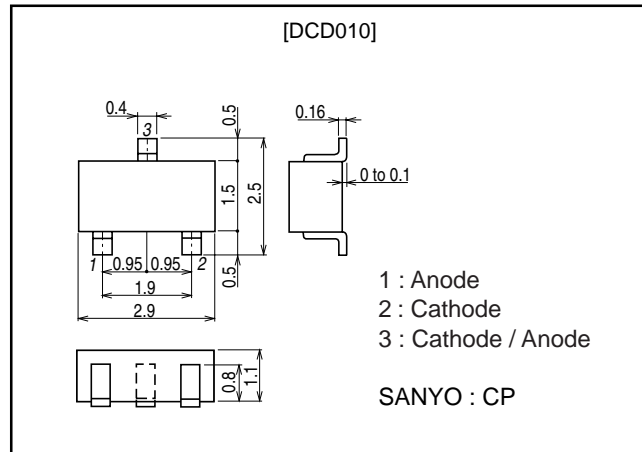 [DCD010]
0.4
3
0.5
1.5
2.5
0.5
1
0.95
0.95
2
1.9
2.9
0.16
0 to 0.1
1 : Anode
2 : Cathode
3 : Cathode / Anode
0.8
1.1
SANYO : CP